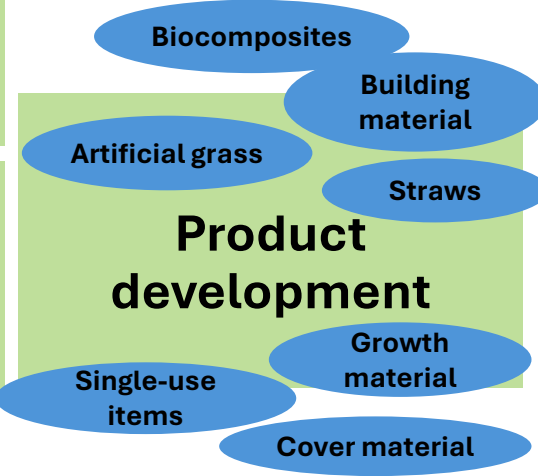 Biocomposites
Building
material
Artificial grass
Straws
Product
development
Growth
material
Single-use
items
Cover material